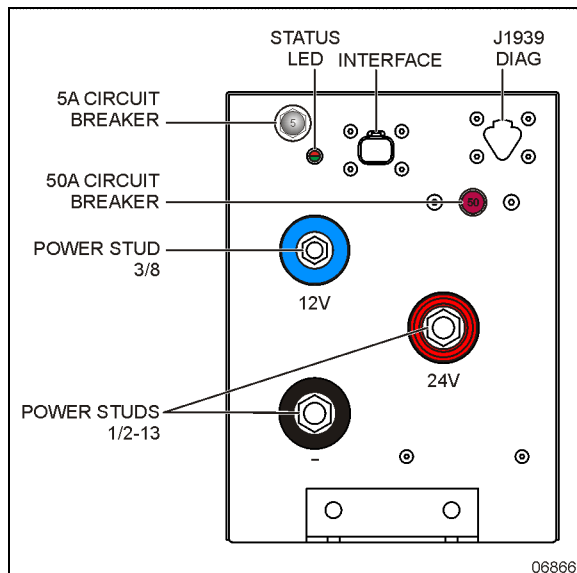 STATUS LED
INTERFACE
J1939 DIAG
5A CIRCUIT BREAKER
5
50A CIRCUIT BREAKER
50
POWER STUD 3/8
12V
24V
POWER STUDS 1/2-13
–
06866